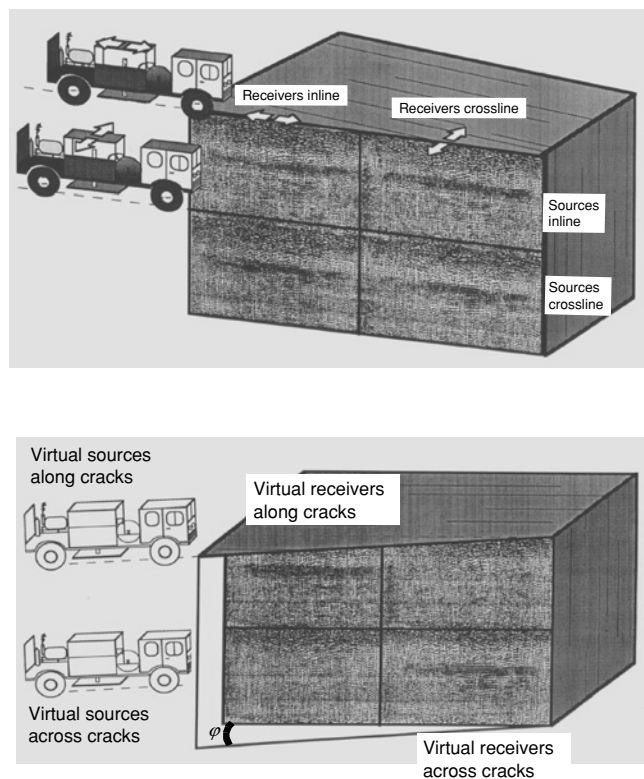 Receivers inline
Receivers crossline
Sources
inline
Sources
crossline
Virtual sources
along cracks
Virtual receivers
along cracks
Virtual sources
across cracks
φ
Virtual receivers
across cracks